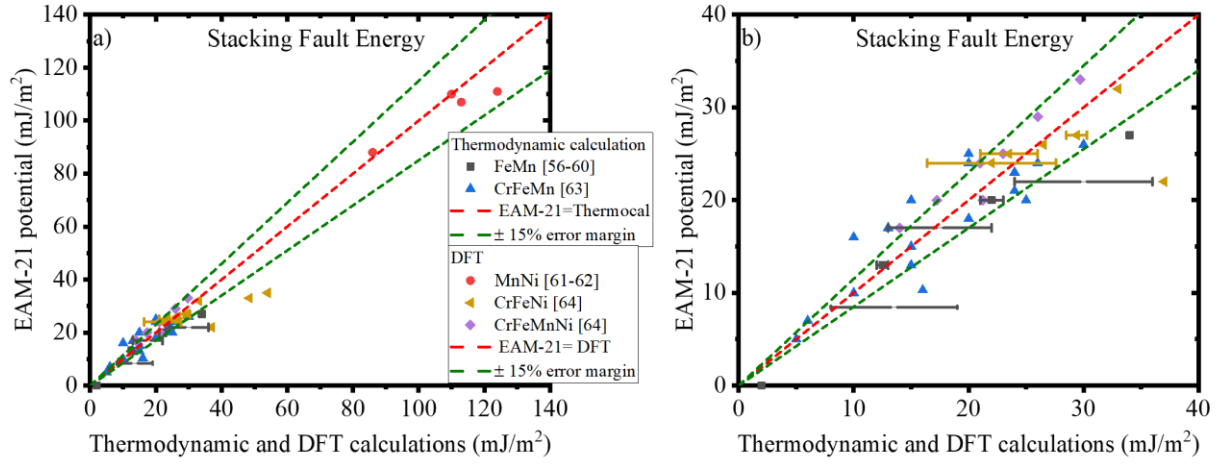 a)
Stacking Fault Energy
EAM-21 potential (mJ/m²)
140
120
100
80
60
40
20
0
0 20 40 60 80 100 120 140
Thermodynamic and DFT calculations (mJ/m²)
Thermodynamic calculation
FeMn [56-60]
CrFeMn [63]
EAM-21=Thermocal
± 15% error margin
DFT
MnNi [61-62]
CrFeNi [64]
CrFeMnNi [64]
EAM-21= DFT
± 15% error margin
b)
Stacking Fault Energy
EAM-21 potential (mJ/m²)
40
30
20
10
0
0 10 20 30 40
Thermodynamic and DFT calculations (mJ/m²)